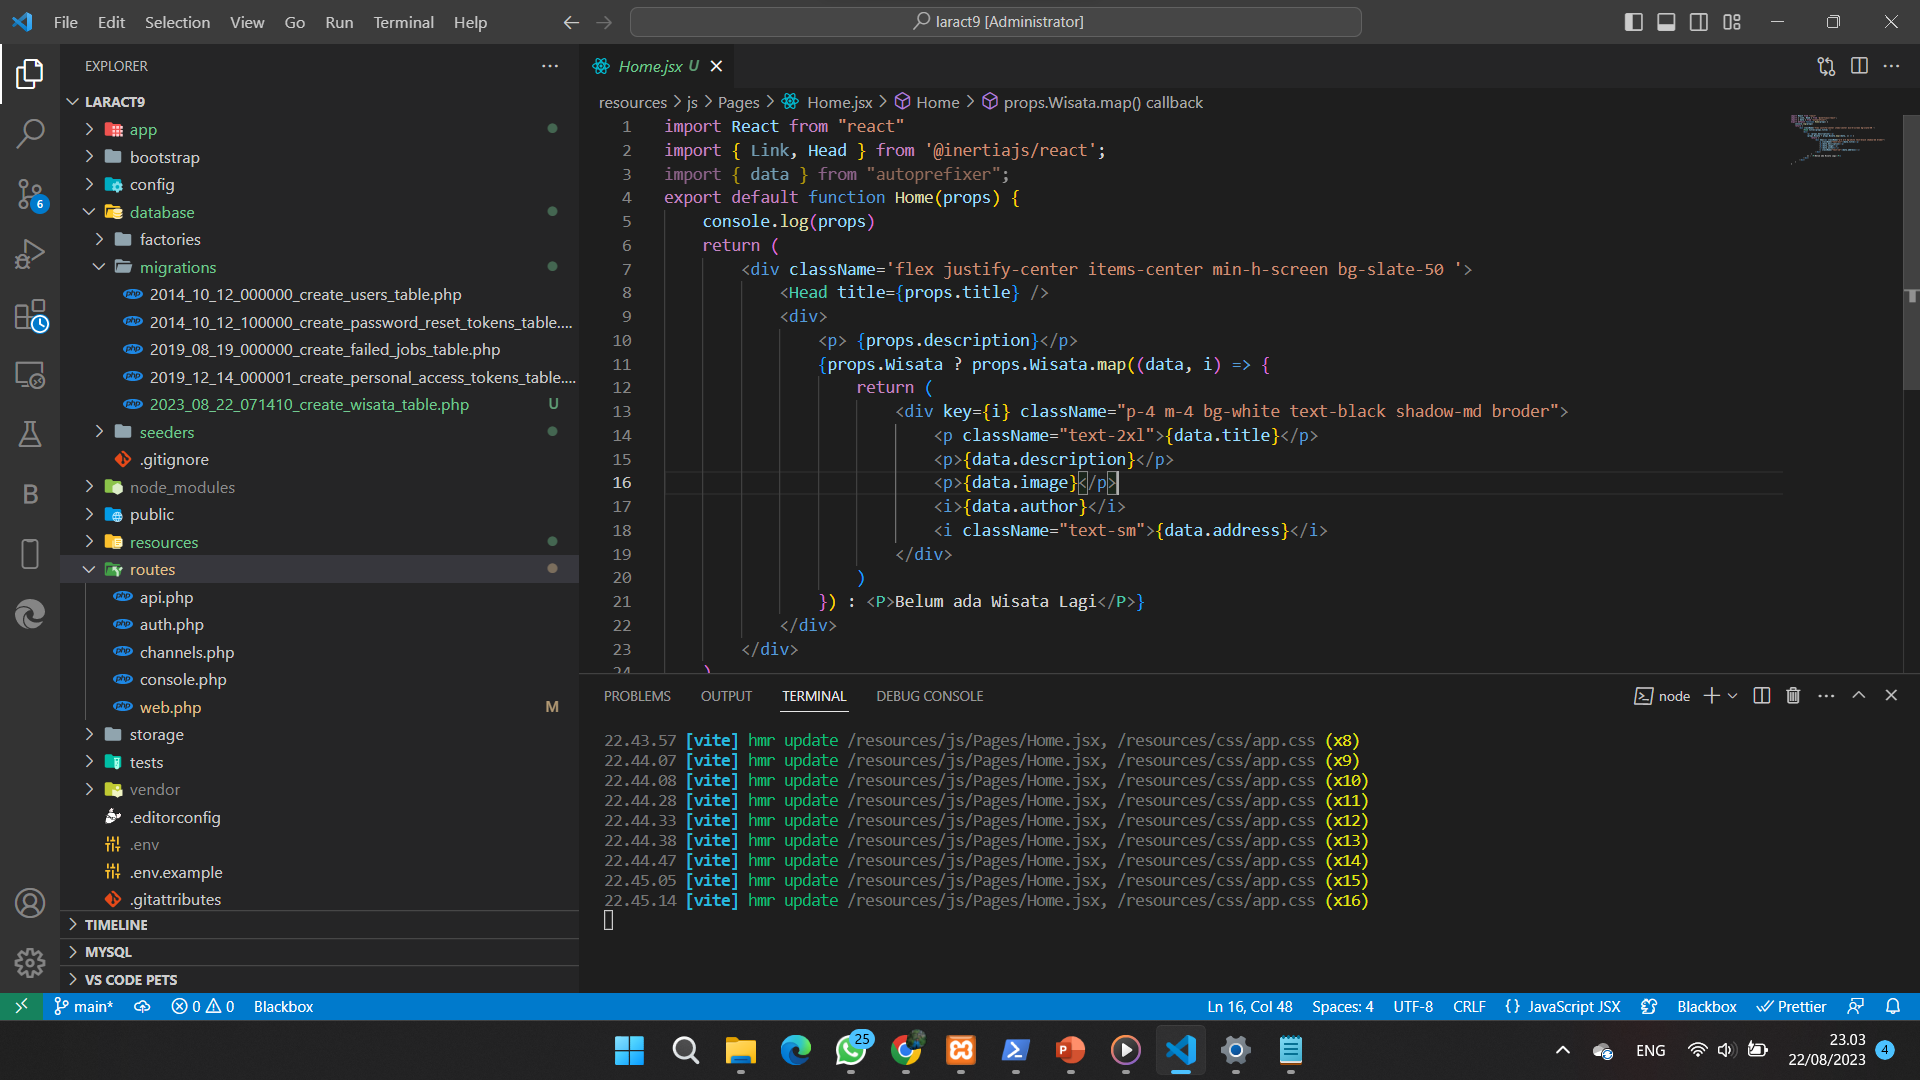 File Edit Selection View Go Run Terminal Help
laract9 [Administrator]
EXPLORER
LARACT9
app
bootstrap
config
database
factories
migrations
2014_10_12_000000_create_users_table.php
2014_10_12_100000_create_password_reset_tokens_table....
2019_08_19_000000_create_failed_jobs_table.php
2019_12_14_000001_create_personal_access_tokens_table....
2023_08_22_071410_create_wisata_table.php U
seeders
.gitignore
node_modules
public
resources
routes
api.php
auth.php
channels.php
console.php
web.php M
storage
tests
vendor
.editorconfig
.env
.env.example
.gitattributes
TIMELINE
MYSQL
VS CODE PETS
6
B
Home.jsx U
resources > js > Pages > Home.jsx > Home > props.Wisata.map() callback
1 import React from "react"
2 import { Link, Head } from '@inertiajs/react';
3 import { data } from "autoprefixer";
4 export default function Home(props) {
5 console.log(props)
6 return (
7 <div className='flex justify-center items-center min-h-screen bg-slate-50 '>
8 <Head title={props.title} />
9 <div>
10 <p> {props.description}</p>
11 {props.Wisata ? props.Wisata.map((data, i) => {
12 return (
13 <div key={i} className="p-4 m-4 bg-white text-black shadow-md broder">
14 <p className="text-2xl">{data.title}</p>
15 <p>{data.description}</p>
16 <p>{data.image}</p>
17 <i>{data.author}</i>
18 <i className="text-sm">{data.address}</i>
19 </div>
20 )
21 }) : <P>Belum ada Wisata Lagi</P>}
22 </div>
23 </div>
24 )
PROBLEMS OUTPUT TERMINAL DEBUG CONSOLE
node
22.43.57 [vite] hmr update /resources/js/Pages/Home.jsx, /resources/css/app.css (x8)
22.44.07 [vite] hmr update /resources/js/Pages/Home.jsx, /resources/css/app.css (x9)
22.44.08 [vite] hmr update /resources/js/Pages/Home.jsx, /resources/css/app.css (x10)
22.44.28 [vite] hmr update /resources/js/Pages/Home.jsx, /resources/css/app.css (x11)
22.44.33 [vite] hmr update /resources/js/Pages/Home.jsx, /resources/css/app.css (x12)
22.44.38 [vite] hmr update /resources/js/Pages/Home.jsx, /resources/css/app.css (x13)
22.44.47 [vite] hmr update /resources/js/Pages/Home.jsx, /resources/css/app.css (x14)
22.45.05 [vite] hmr update /resources/js/Pages/Home.jsx, /resources/css/app.css (x15)
22.45.14 [vite] hmr update /resources/js/Pages/Home.jsx, /resources/css/app.css (x16)
main* 0 0 Blackbox
Ln 16, Col 48 Spaces: 4 UTF-8 CRLF {} JavaScript JSX Blackbox Prettier
25
P
ENG
23.03
22/08/2023
4